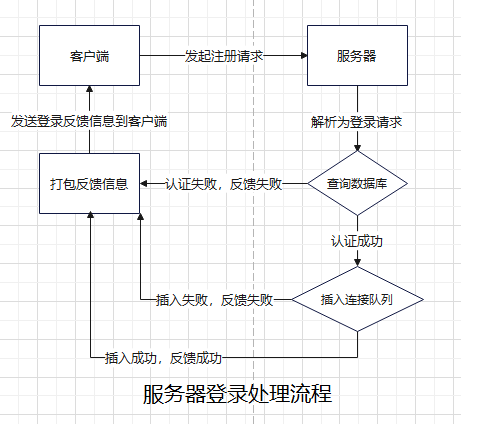 客户端
发起注册请求
服务器
发送登录反馈信息到客户端
解析为登录请求
打包反馈信息
认证失败，反馈失败
查询数据库
认证成功
插入失败，反馈失败
插入连接队列
插入成功，反馈成功
服务器登录处理流程